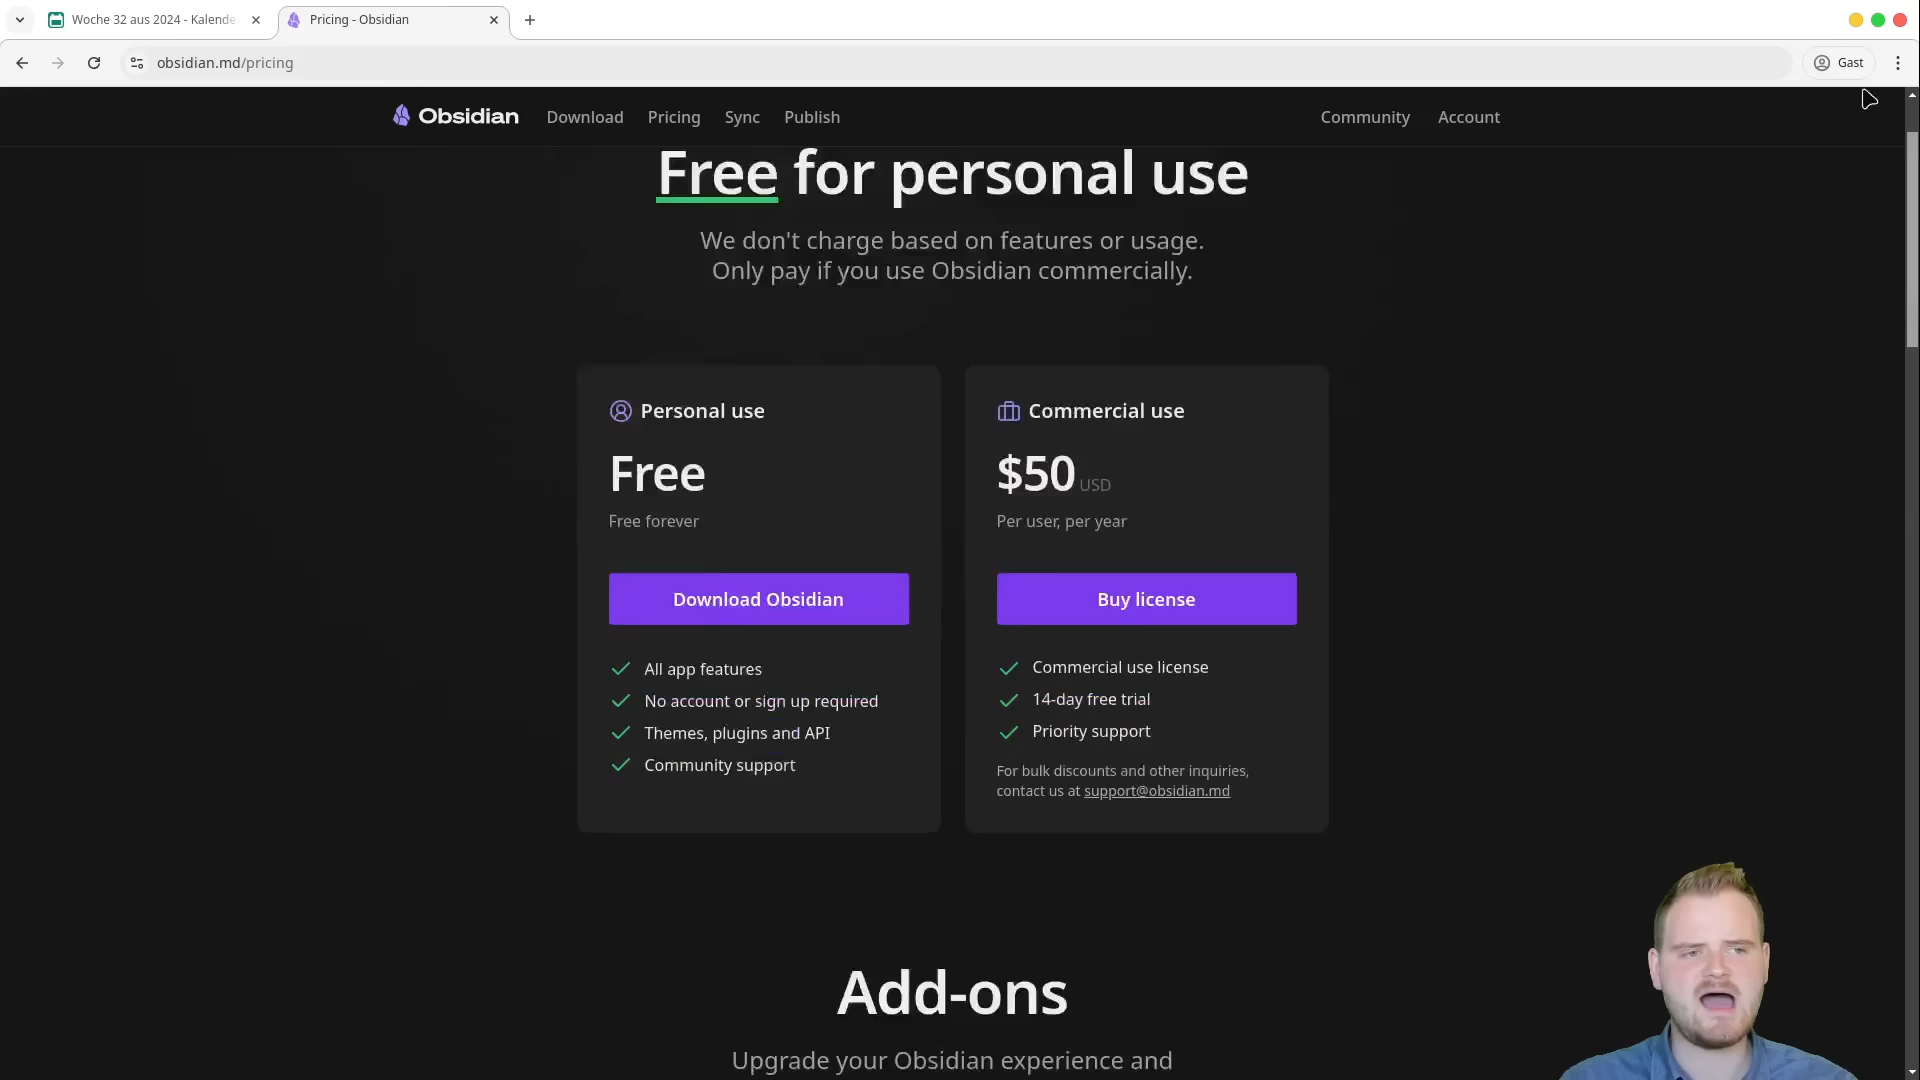 Woche 32 aus 2024 - Kalende
Pricing - Obsidian
obsidian.md/pricing
Gast
Obsidian
Download
Pricing
Sync
Publish
Community
Account
Free for personal use
We don't charge based on features or usage.
Only pay if you use Obsidian commercially.
Personal use
Free
Free forever
Download Obsidian
All app features
No account or sign up required
Themes, plugins and API
Community support
Commercial use
$50 USD
Per user, per year
Buy license
Commercial use license
14-day free trial
Priority support
For bulk discounts and other inquiries,
contact us at support@obsidian.md
Add-ons
Upgrade your Obsidian experience and